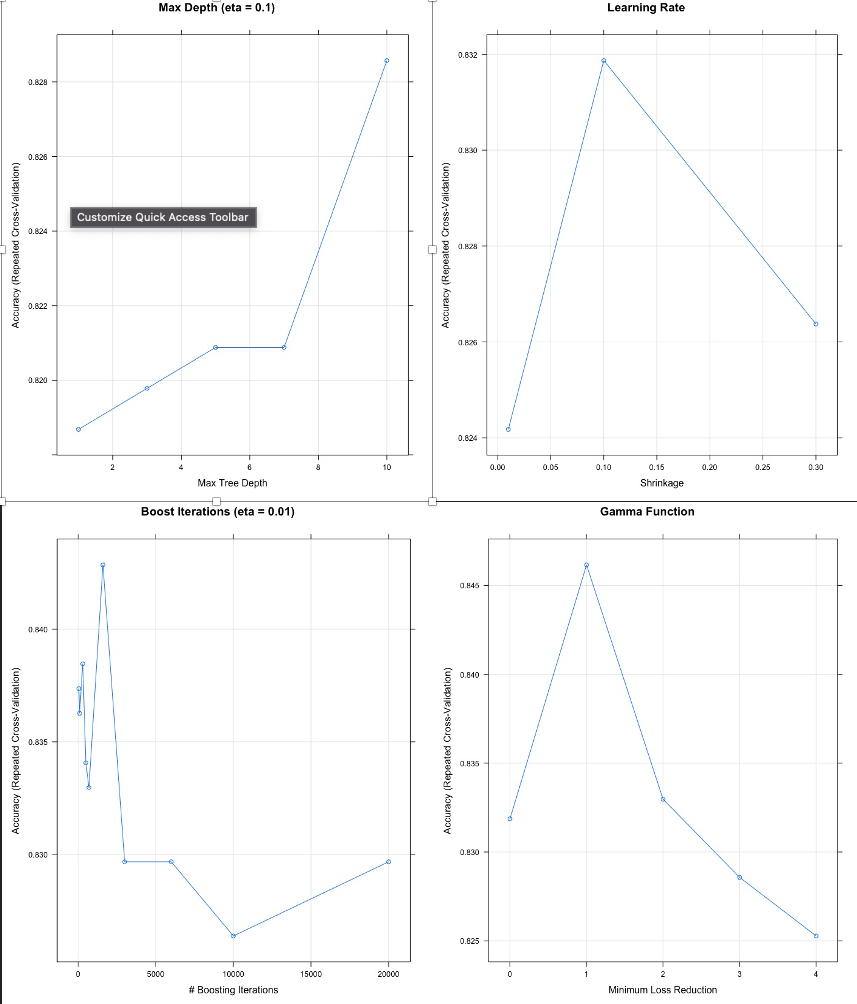 Max Depth (eta = 0.1)
0.828
0.826
0.824
0.822
0.820
Accuracy (Repeated Cross-Validation)
Customize Quick Access Toolbar
2 4 6 8 10
Max Tree Depth
Learning Rate
0.832
0.830
0.828
0.826
0.824
Accuracy (Repeated Cross-Validation)
0.00 0.05 0.10 0.15 0.20 0.25 0.30
Shrinkage
Boost Iterations (eta = 0.01)
0.840
0.835
0.830
Accuracy (Repeated Cross-Validation)
0 5000 10000 15000 20000
# Boosting Iterations
Gamma Function
0.845
0.840
0.835
0.830
0.825
Accuracy (Repeated Cross-Validation)
0 1 2 3 4
Minimum Loss Reduction